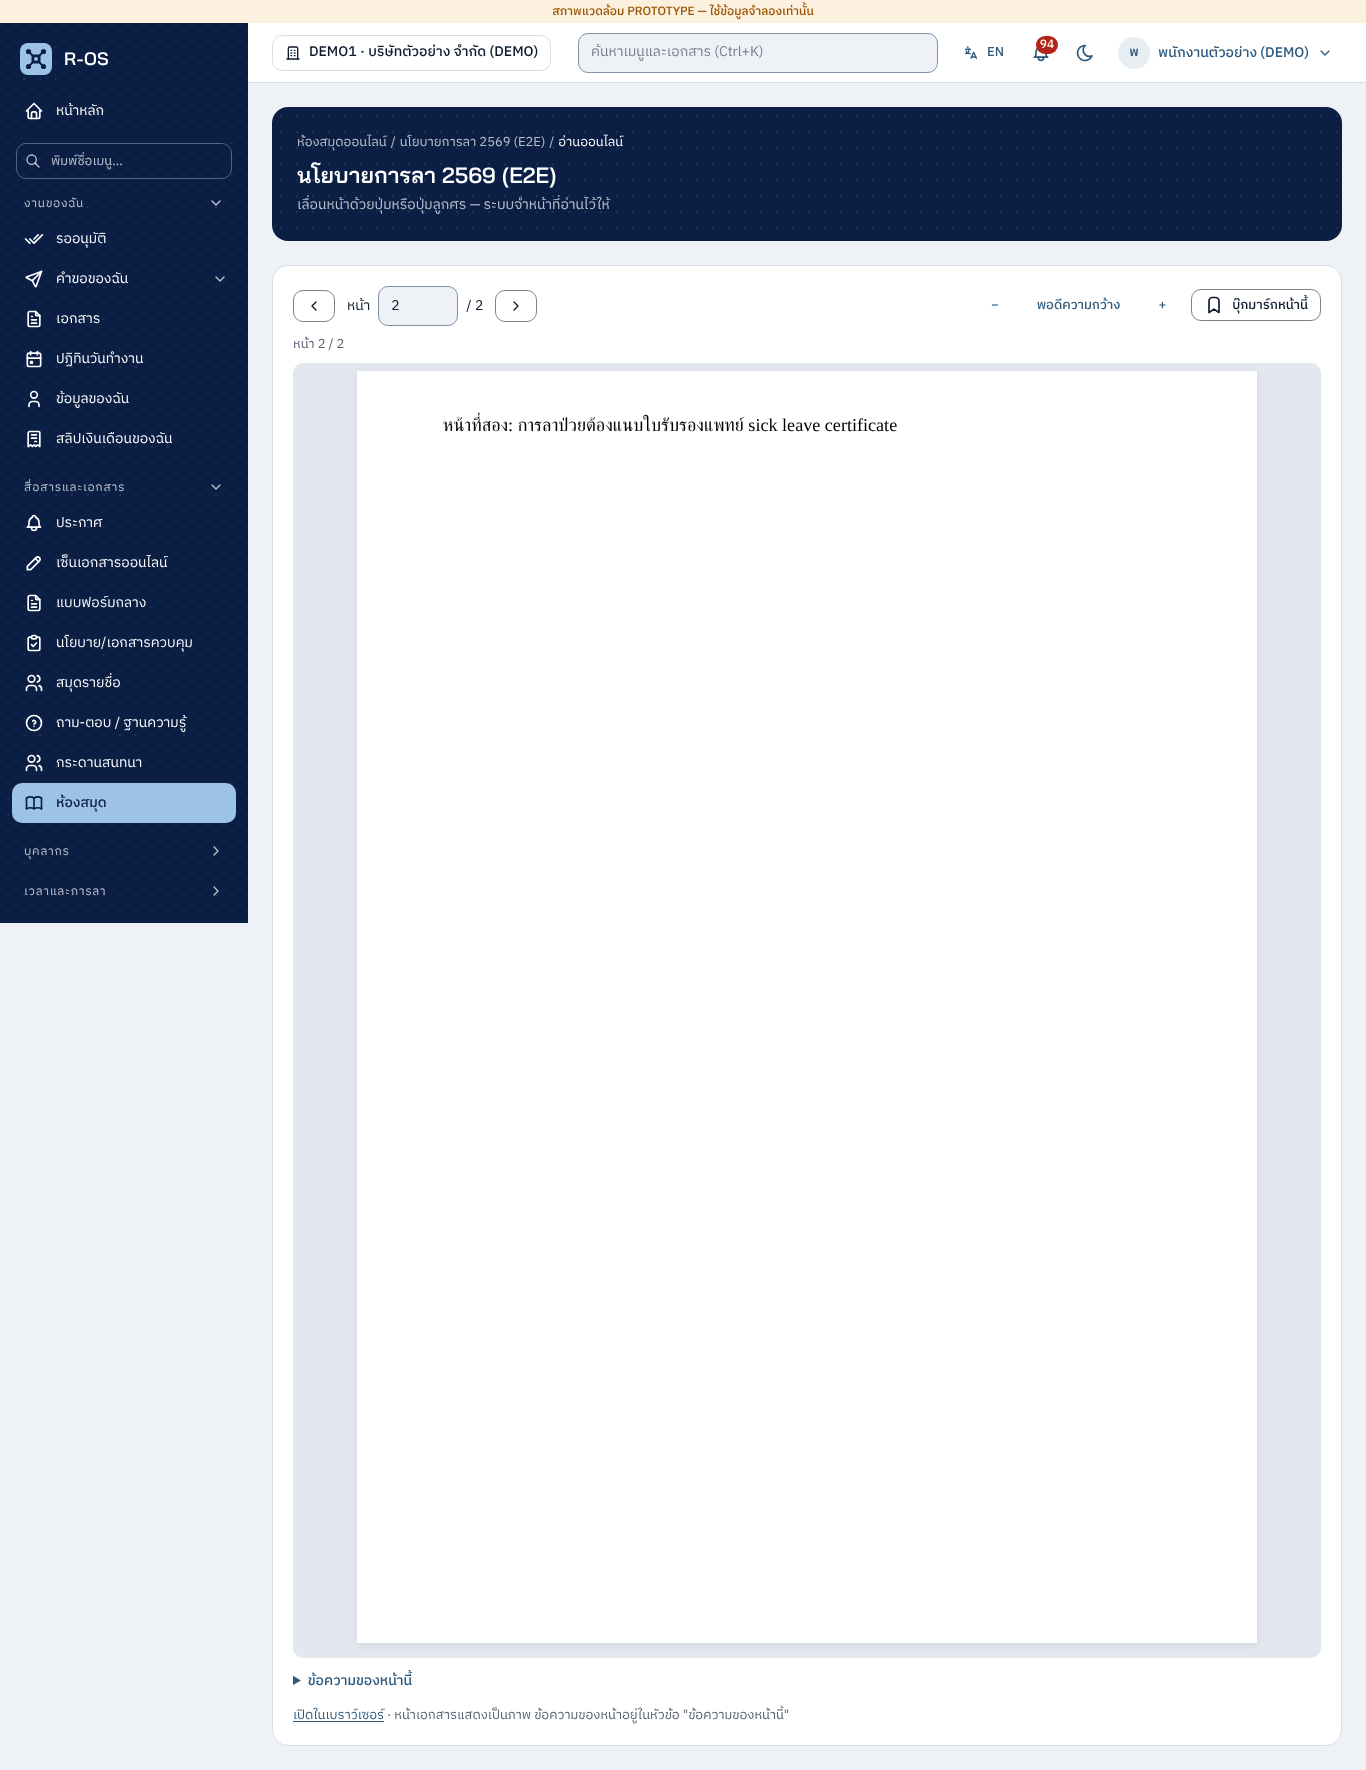 สภาพแวดล้อม PROTOTYPE — ใช้ข้อมูลจำลองเท่านั้น
R-OS
หน้าหลัก
พิมพ์ชื่อเมนู...
งานของฉัน
รออนุมัติ
คำขอของฉัน
เอกสาร
ปฏิทินวันทำงาน
ข้อมูลของฉัน
สลิปเงินเดือนของฉัน
สื่อสารและเอกสาร
ประกาศ
เซ็นเอกสารออนไลน์
แบบฟอร์มกลาง
นโยบาย/เอกสารควบคุม
สมุดรายชื่อ
ถาม-ตอบ / ฐานความรู้
กระดานสนทนา
ห้องสมุด
บุคลากร
เวลาและการลา
DEMO1 · บริษัทตัวอย่าง จำกัด (DEMO)
ค้นหาเมนูและเอกสาร (Ctrl+K)
EN
94
พ
พนักงานตัวอย่าง (DEMO)
ห้องสมุดออนไลน์ / นโยบายการลา 2569 (E2E) / อ่านออนไลน์
นโยบายการลา 2569 (E2E)
เลื่อนหน้าด้วยปุ่มหรือปุ่มลูกศร — ระบบจำหน้าที่อ่านไว้ให้
หน้า 2 / 2
− พอดีความกว้าง +
บุ๊กมาร์กหน้านี้
หน้า 2 / 2
หน้าที่สอง: การลาป่วยต้องแนบใบรับรองแพทย์ sick leave certificate
ข้อความของหน้านี้
เปิดในเบราว์เซอร์ · หน้าเอกสารแสดงเป็นภาพ ข้อความของหน้าอยู่ในหัวข้อ "ข้อความของหน้านี้"